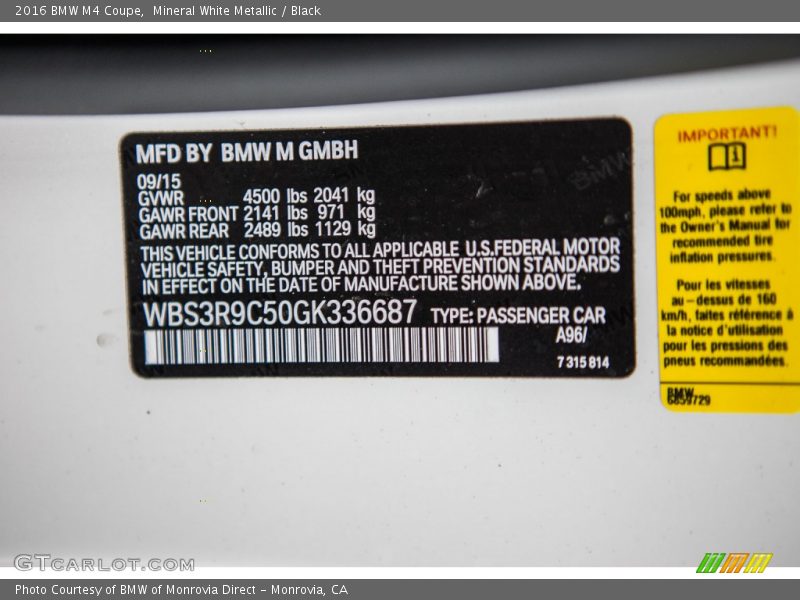 2016 BMW M4 Coupe,  Mineral White Metallic / Black
MFD BY BMW M GMBH
09/15
GVWR 4500 lbs 2041 kg
GAWR FRONT 2141 lbs 971 kg
GAWR REAR 2489 lbs 1129 kg
THIS VEHICLE CONFORMS TO ALL APPLICABLE U.S.FEDERAL MOTOR
VEHICLE SAFETY, BUMPER AND THEFT PREVENTION STANDARDS
IN EFFECT ON THE DATE OF MANUFACTURE SHOWN ABOVE.
WBS3R9C50GK336687 TYPE: PASSENGER CAR
A96/
7 315 814
IMPORTANT!
For speeds above
100mph, please refer to
the Owner's Manual for
recommended tire
inflation pressures.
Pour les vitesses
au-dessus de 160
km/h, faites référence à
la notice d'utilisation
pour les pressions des
pneus recommandées.
BMW
6859729
GTCARLOT.COM
Photo Courtesy of BMW of Monrovia Direct - Monrovia, CA